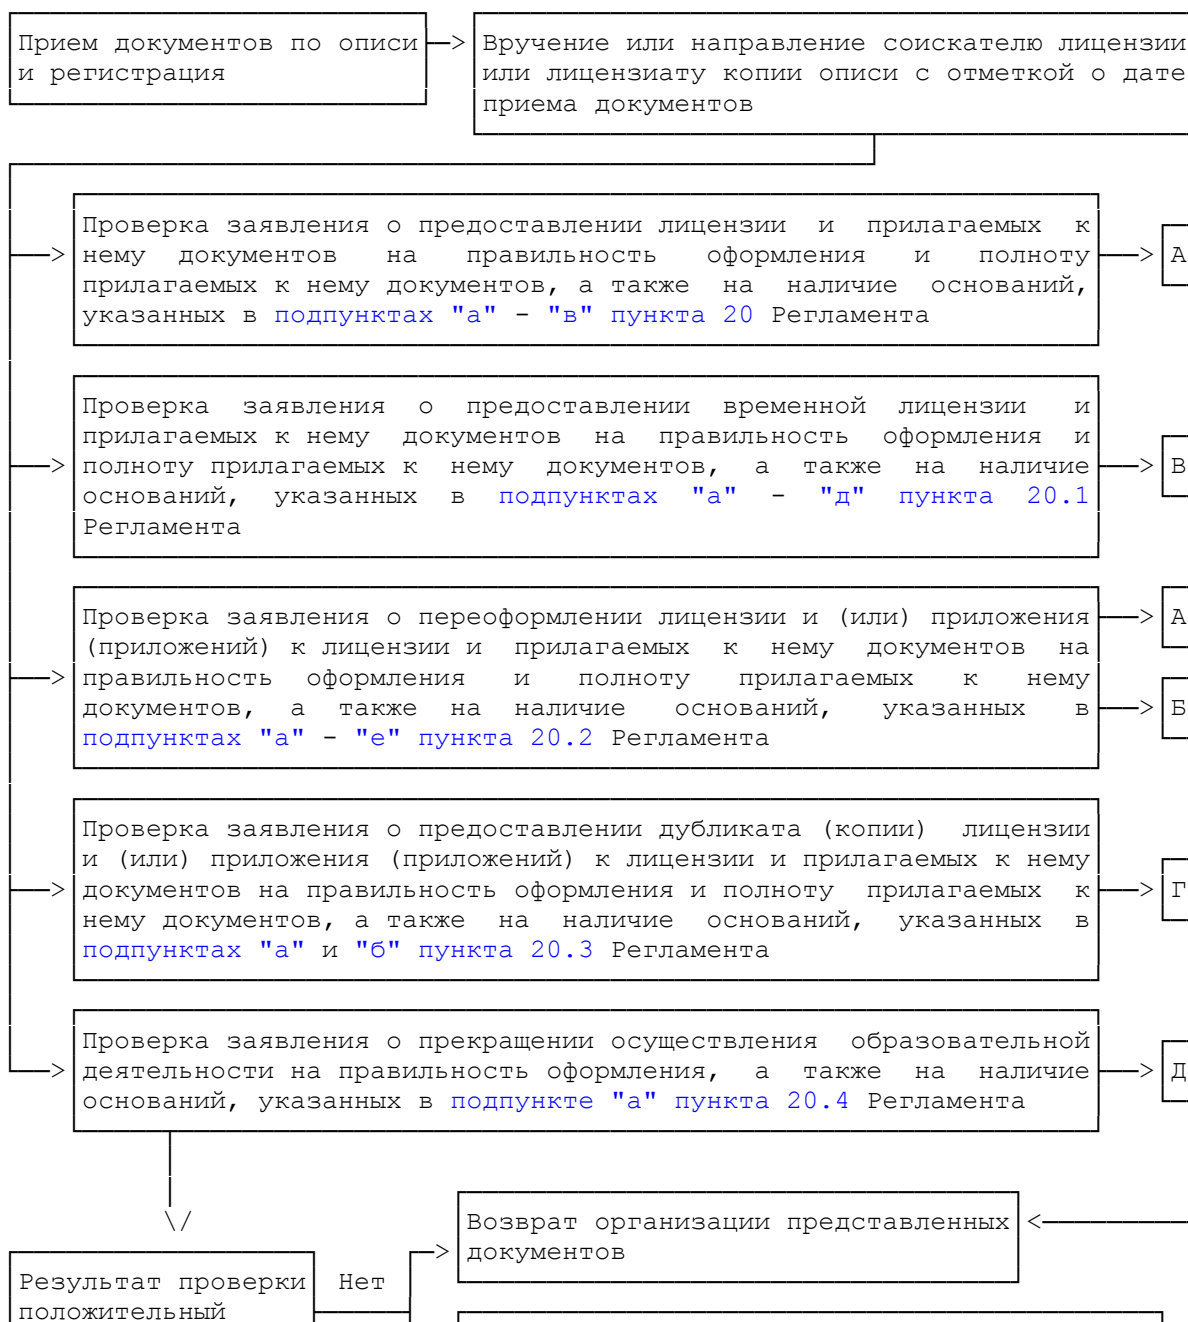 Прием документов по описи
и регистрация
Вручение или направление соискателю лицензии
или лицензиату копии описи с отметкой о дате
приема документов
Проверка заявления о предоставлении лицензии и прилагаемых к
нему документов на правильность оформления и полноту
прилагаемых к нему документов, а также на наличие оснований,
указанных в подпунктах "а" - "в" пункта 20 Регламента
А
Проверка заявления о предоставлении временной лицензии и
прилагаемых к нему документов на правильность оформления и
полноту прилагаемых к нему документов, а также на наличие
оснований, указанных в подпунктах "а" - "д" пункта 20.1
Регламента
В
Проверка заявления о переоформлении лицензии и (или) приложения
(приложений) к лицензии и прилагаемых к нему документов на
правильность оформления и полноту прилагаемых к нему
документов, а также на наличие оснований, указанных в
подпунктах "а" - "е" пункта 20.2 Регламента
А
Б
Проверка заявления о предоставлении дубликата (копии) лицензии
и (или) приложения (приложений) к лицензии и прилагаемых к нему
документов на правильность оформления и полноту прилагаемых к
нему документов, а также на наличие оснований, указанных в
подпунктах "а" и "б" пункта 20.3 Регламента
Г
Проверка заявления о прекращении осуществления образовательной
деятельности на правильность оформления, а также на наличие
оснований, указанных в подпункте "а" пункта 20.4 Регламента
Д
Возврат организации представленных
документов
Результат проверки
положительный
Нет